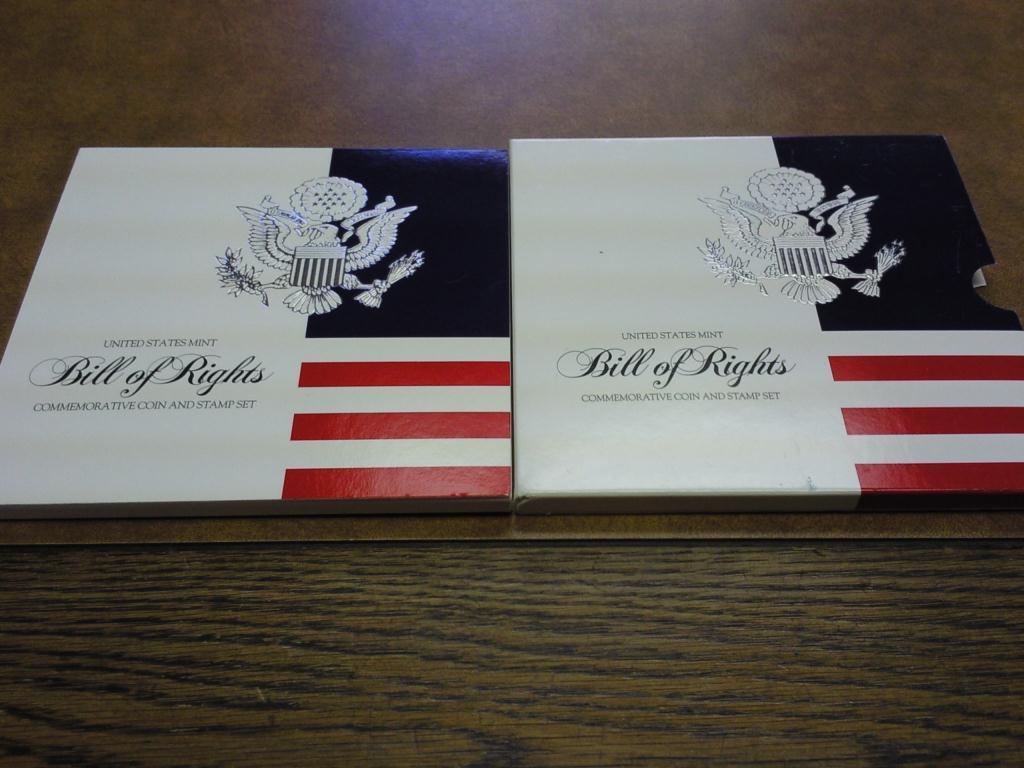 UNITED STATES MINT
Bill of Rights
COMMEMORATIVE COIN AND STAMP SET
UNITED STATES MINT
Bill of Rights
COMMEMORATIVE COIN AND STAMP SET